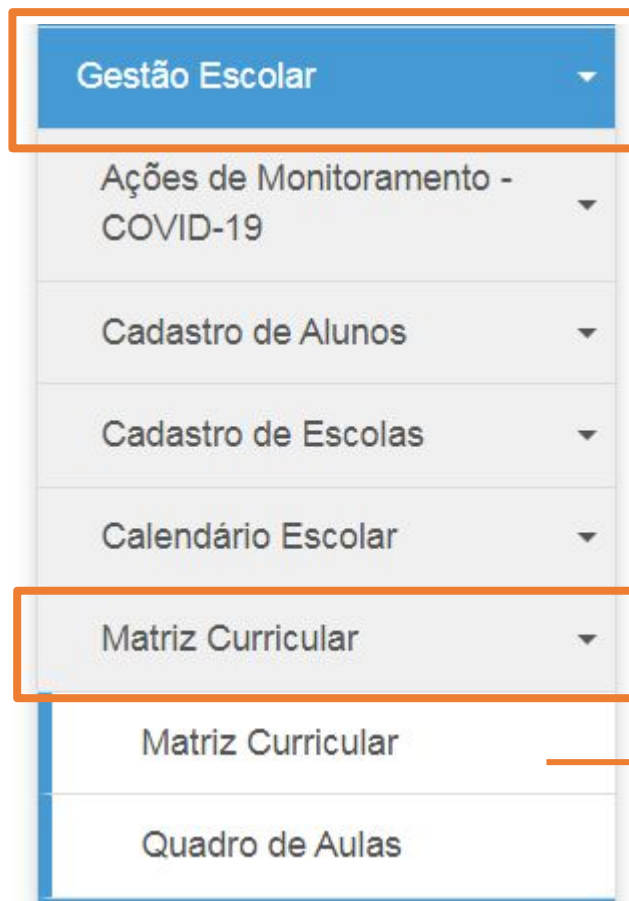 Gestão Escolar
Ações de Monitoramento -
COVID-19
Cadastro de Alunos
Cadastro de Escolas
Calendário Escolar
Matriz Curricular
Matriz Curricular
Quadro de Aulas